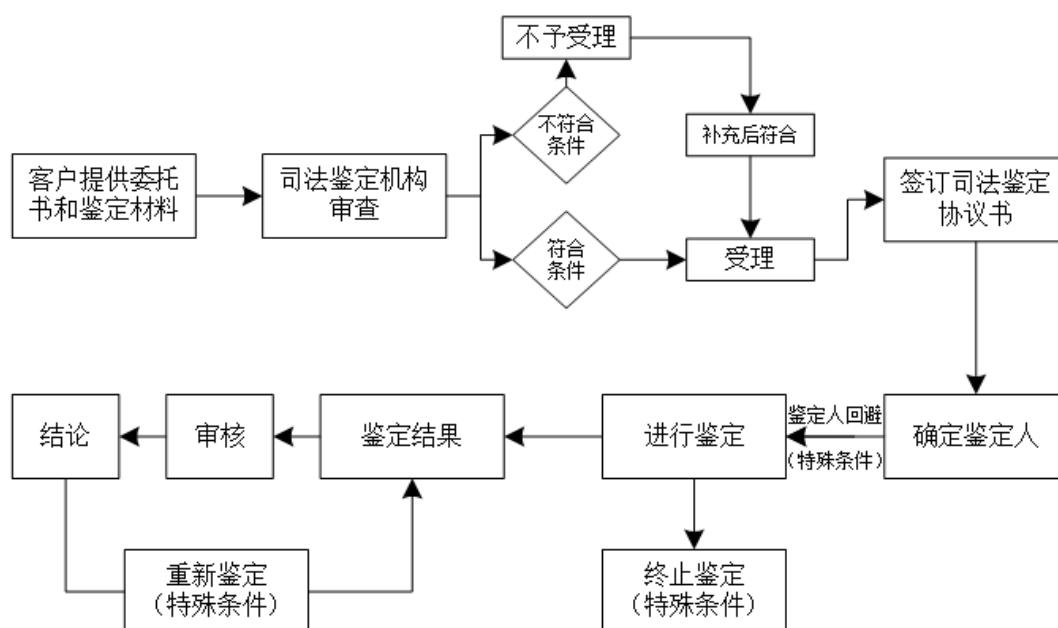 不予受理
不符合
条件
补充后符合
客户提供委托
书和鉴定材料
司法鉴定机构
审查
签订司法鉴定
协议书
符合
条件
受理
结论
审核
鉴定结果
进行鉴定
鉴定人回避
（特殊条件）
确定鉴定人
重新鉴定
（特殊条件）
终止鉴定
（特殊条件）